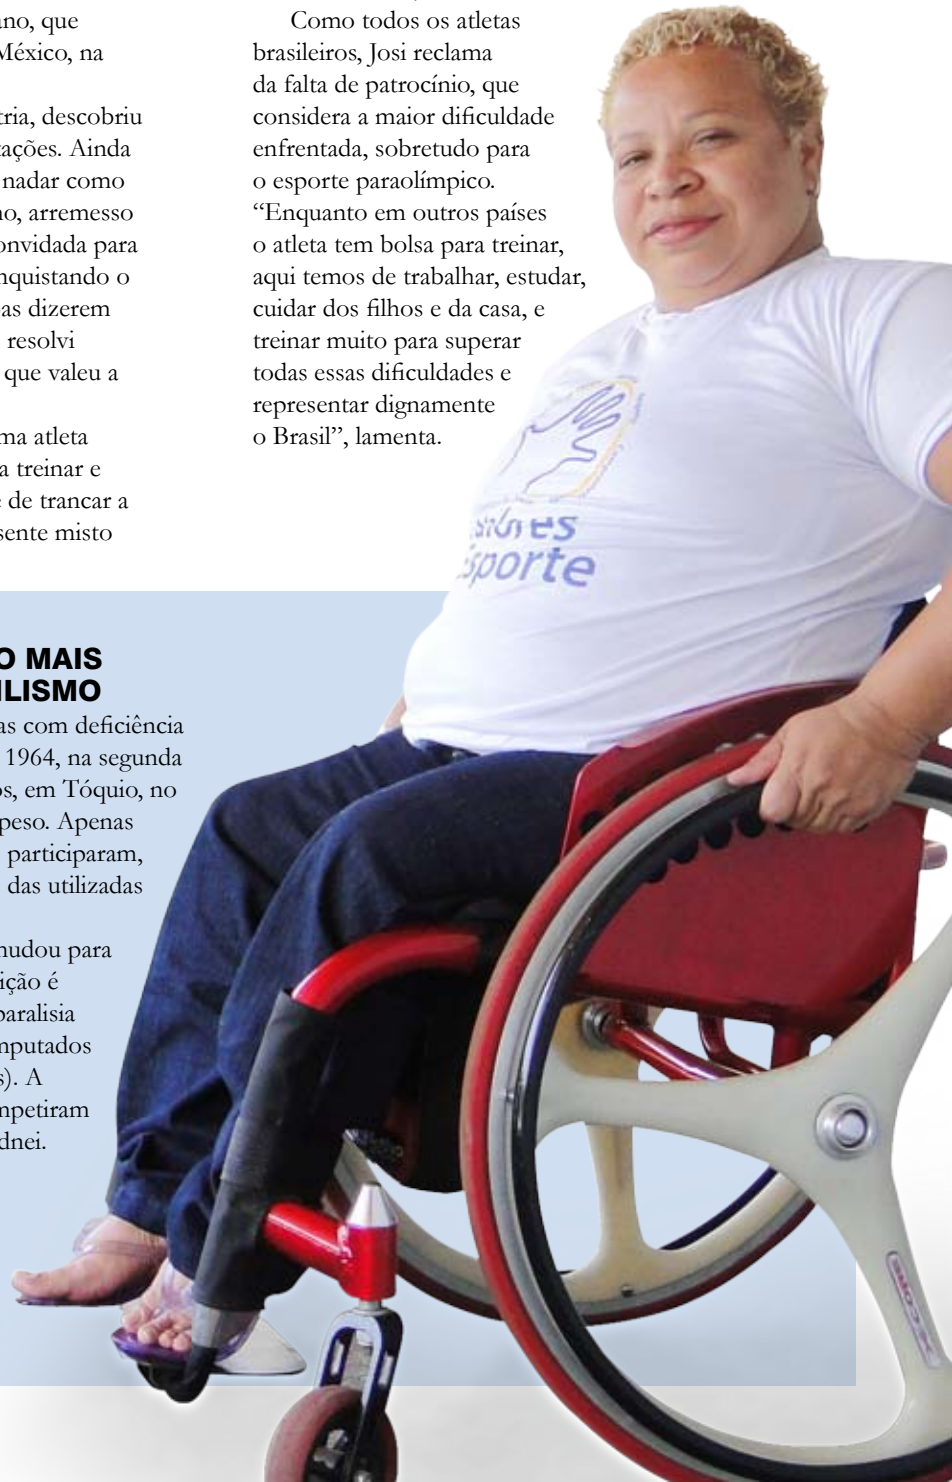 ano, que
México, na
tria, descobriu
tações. Ainda
nadar como
no, arremesso
onvidada para
nquistando o
as dizerem
resolvi
que valeu a
ma atleta
a treinar e
e de trancar a
sente misto
Como todos os atletas
brasileiros, Josi reclama
da falta de patrocínio, que
considera a maior dificuldade
enfrentada, sobretudo para
o esporte paraolímpico.
“Enquanto em outros países
o atleta tem bolsa para treinar,
aqui temos de trabalhar, estudar,
cuidar dos filhos e da casa, e
treinar muito para superar
todas essas dificuldades e
representar dignamente
o Brasil”, lamenta.
sporte
O MAIS
ILISMO
as com deficiência
1964, na segunda
os, em Tóquio, no
peso. Apenas
participaram,
das utilizadas
mudou para
ição é
paralisia
mputados
s). A
mpetiram
dnei.
X-CORE